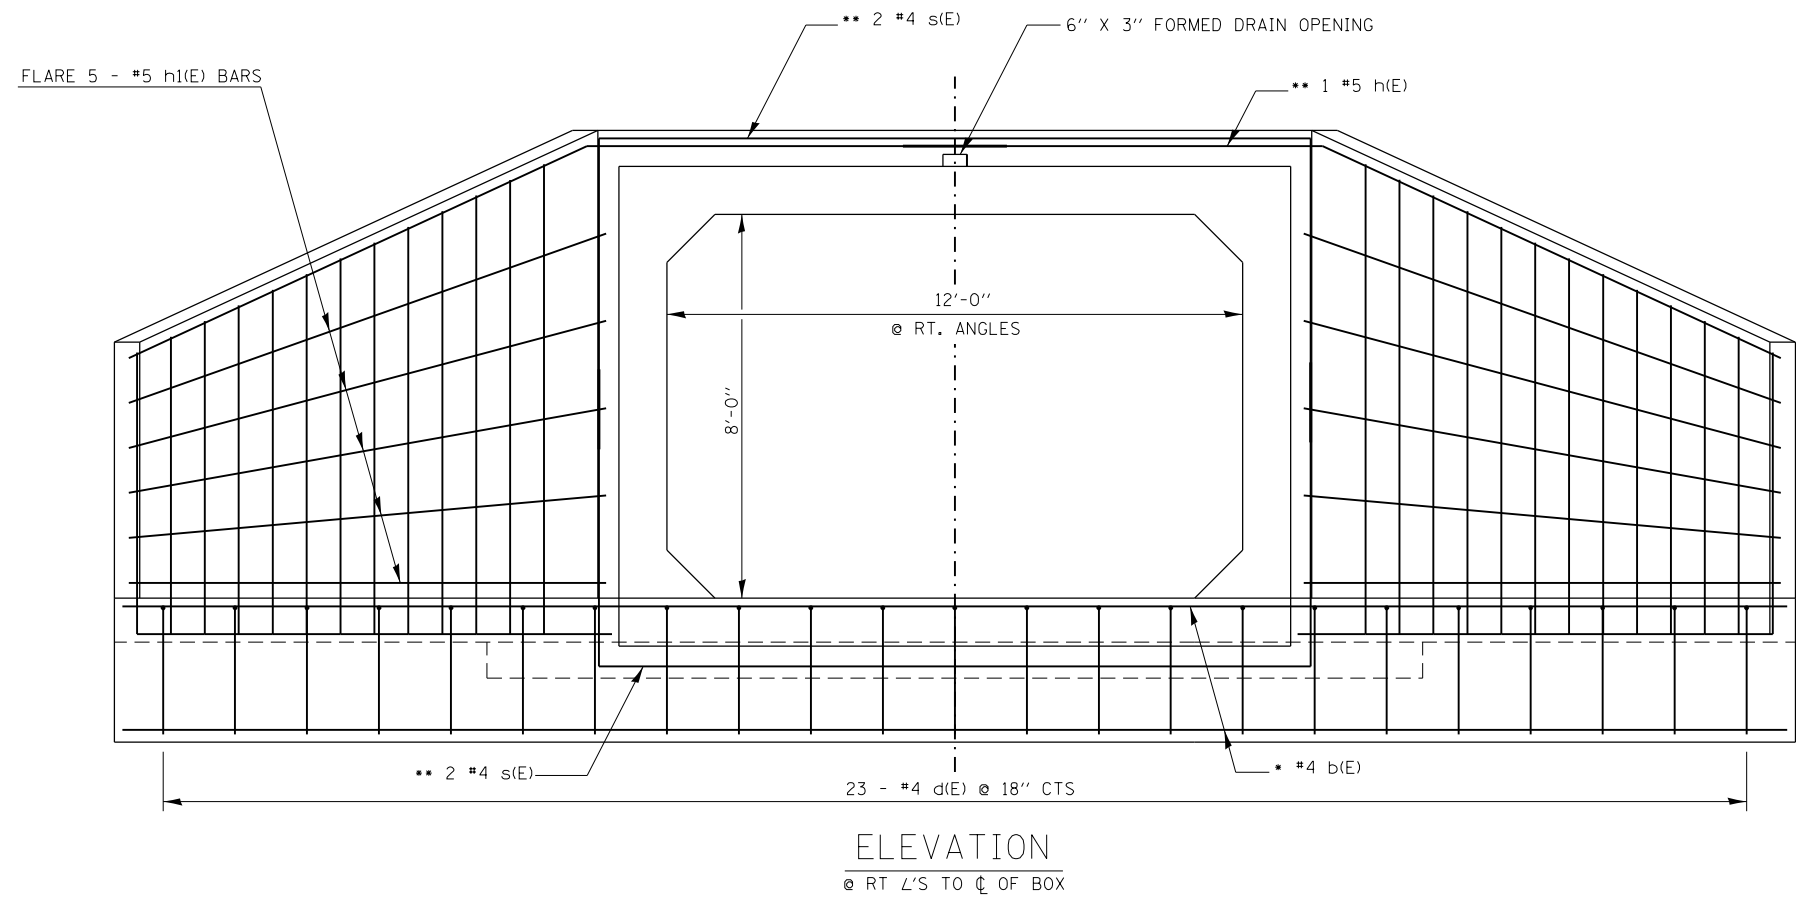 ** 2 #4 s(E)
6" X 3" FORMED DRAIN OPENING
FLARE 5 - #5 h1(E) BARS
** 1 #5 h(E)
12'-0"
@ RT. ANGLES
8'-0"
** 2 #4 s(E)
* #4 b(E)
23 - #4 d(E) @ 18" CTS
ELEVATION
@ RT ∠'S TO ℄ OF BOX